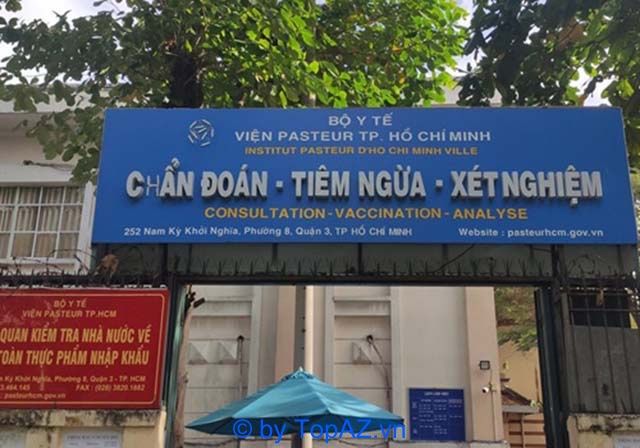 BỘ Y TẾ
VIỆN PASTEUR TP. HỒ CHÍ MINH
INSTITUT PASTEUR D'HO CHI MINH VILLE
CHẨN ĐOÁN - TIÊM NGỪA - XÉT NGHIỆM
CONSULTATION - VACCINATION - ANALYSE
252 Nam Kỳ Khởi Nghĩa, Phường 8, Quận 3, TP HỒ CHÍ MINH Website : pasteurhcm.gov.vn
BỘ Y TẾ
VIỆN PASTEUR TP.HCM
QUAN KIỂM TRA NHÀ NƯỚC VỀ
TOÀN THỰC PHẨM NHẬP KHẨU
Kỳ Khởi Nghĩa, Phường 8, Quận 3 - TP. HCM
3.464.145 FAX : (028) 3820.1882
pasteurhcm.gov.vn
© by TopAZ.vn